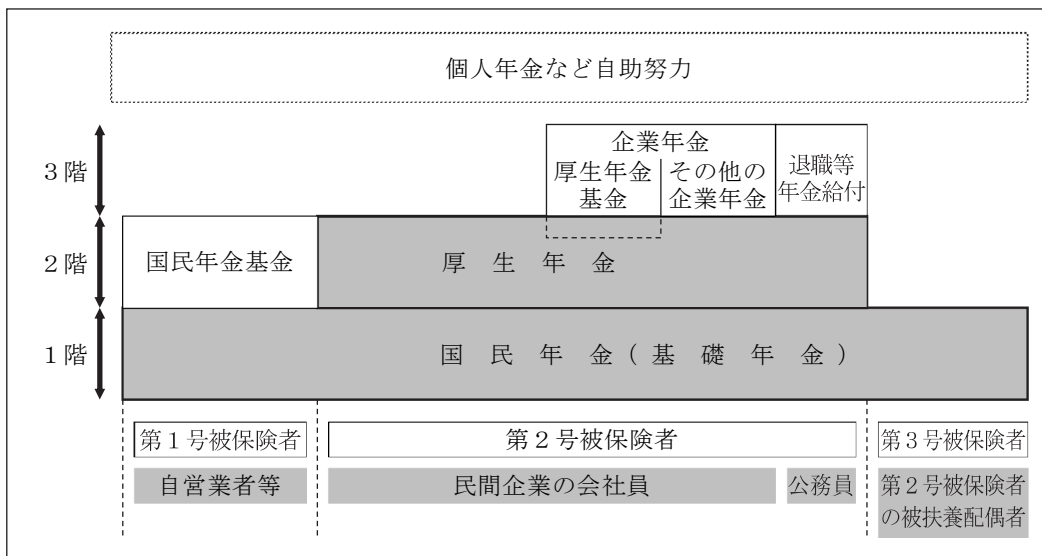 個人年金など自助努力
3階
企業年金
厚生年金
基金
その他の
企業年金
退職等
年金給付
2階
国民年金基金
厚生年金
1階
国民年金(基礎年金)
第1号被保険者
第2号被保険者
第3号被保険者
自営業者等
民間企業の会社員
公務員
第2号被保険者
の被扶養配偶者